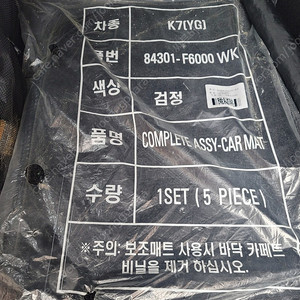 차종 K7(YG)
품번 84301-F6000 WK
색상 검정
품명 COMPLETE ASSY-CAR MAT
수량 1SET ( 5 PIECE )
※주의: 보조매트 사용시 바닥 카페트
비닐을 제거 하십시오.